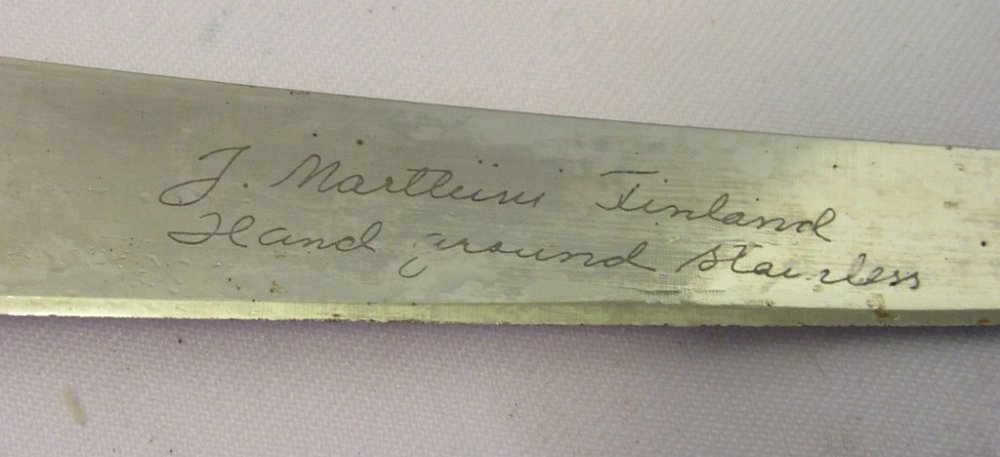 J. Marttiini Finland
Hand ground stainless